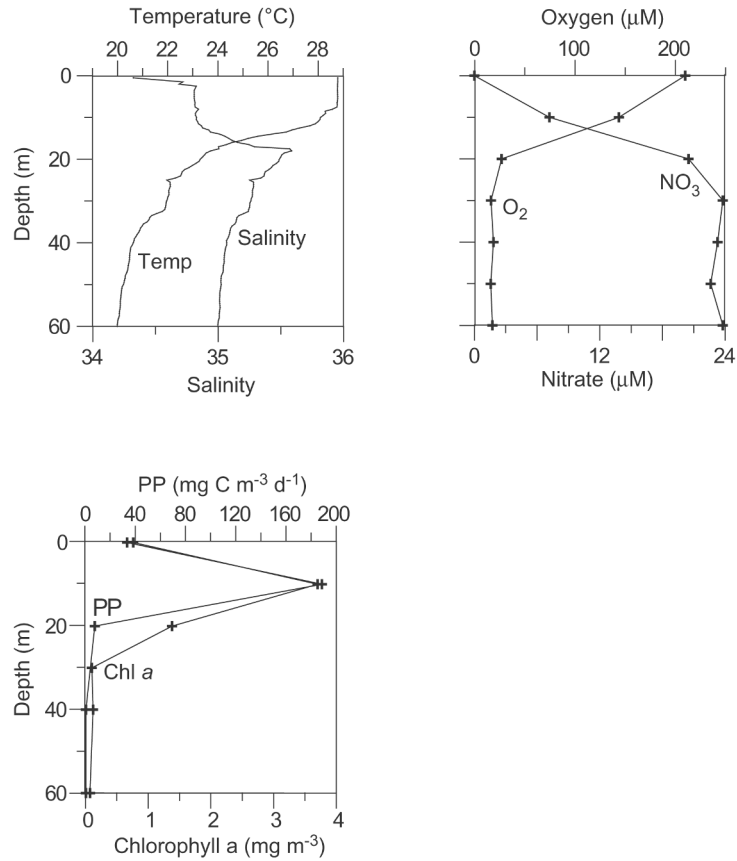 Temperature (°C)
20 22 24 26 28
0
20
40
60
Depth (m)
Temp
Salinity
34 35 36
Salinity
Oxygen (µM)
0 100 200
NO3
O2
0 12 24
Nitrate (µM)
PP (mg C m-3 d-1)
0 40 80 120 160 200
0
20
40
60
Depth (m)
PP
Chl a
0 1 2 3 4
Chlorophyll a (mg m-3)